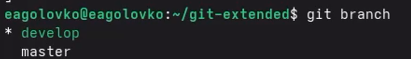 eagolovko@eagolovko:~/git-extended$ git branch
* develop
  master